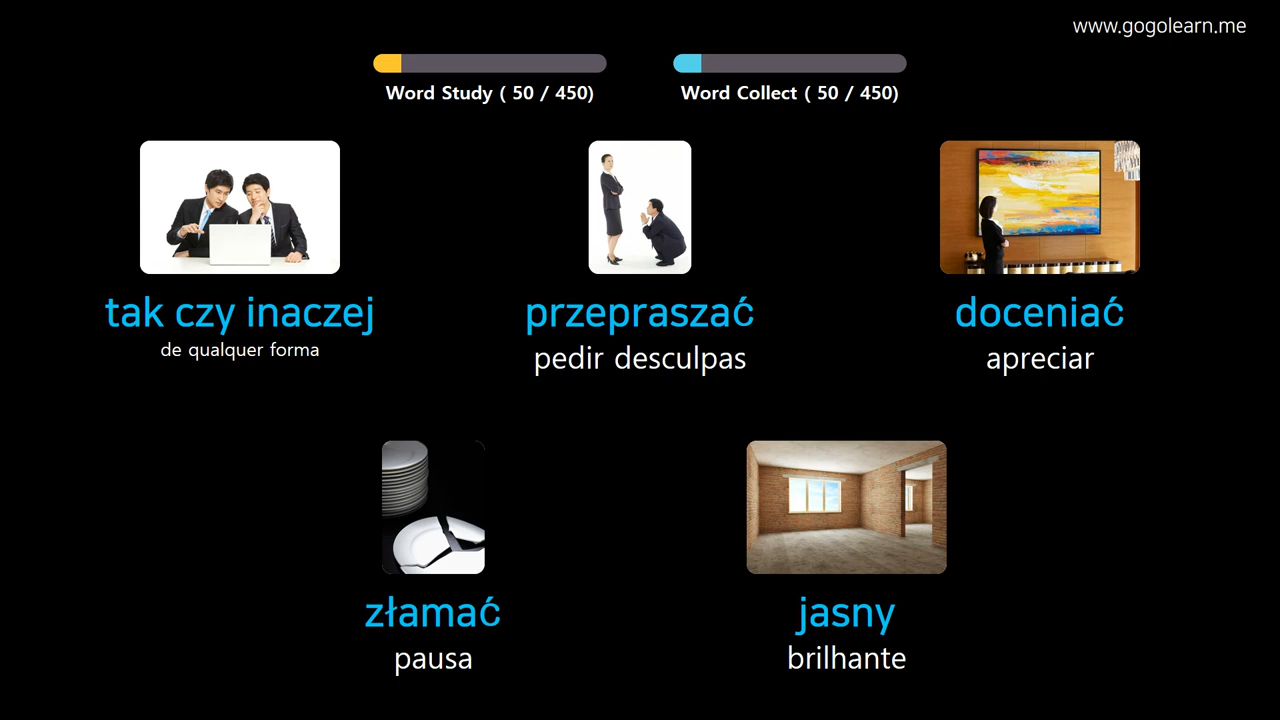 www.gogolearn.me
Word Study ( 50 / 450)
Word Collect ( 50 / 450)
tak czy inaczej
de qualquer forma
przepraszać
pedir desculpas
doceniać
apreciar
złamać
pausa
jasny
brilhante